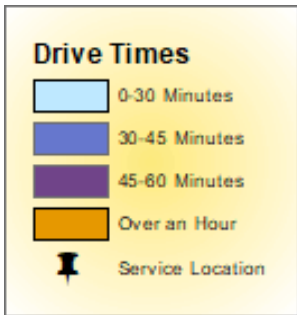 Drive Times
0-30 Minutes
30-45 Minutes
45-60 Minutes
Over an Hour
Service Location